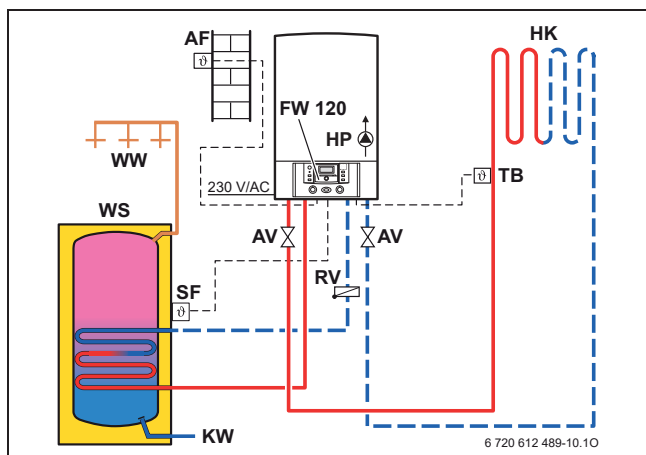 AF
ϑ
HK
FW 120
HP
WW
230 V/AC
ϑ
TB
WS
AV
AV
SF
ϑ
RV
KW
6 720 612 489-10.1O